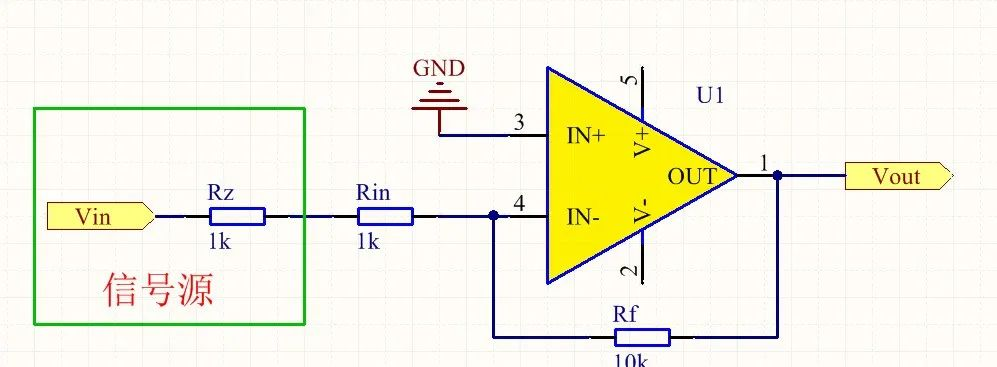 GND
5
U1
3
IN+
V+
Rz
Rin
OUT
1
Vout
Vin
4
IN-
V-
1k
1k
2
信号源
Rf
10k